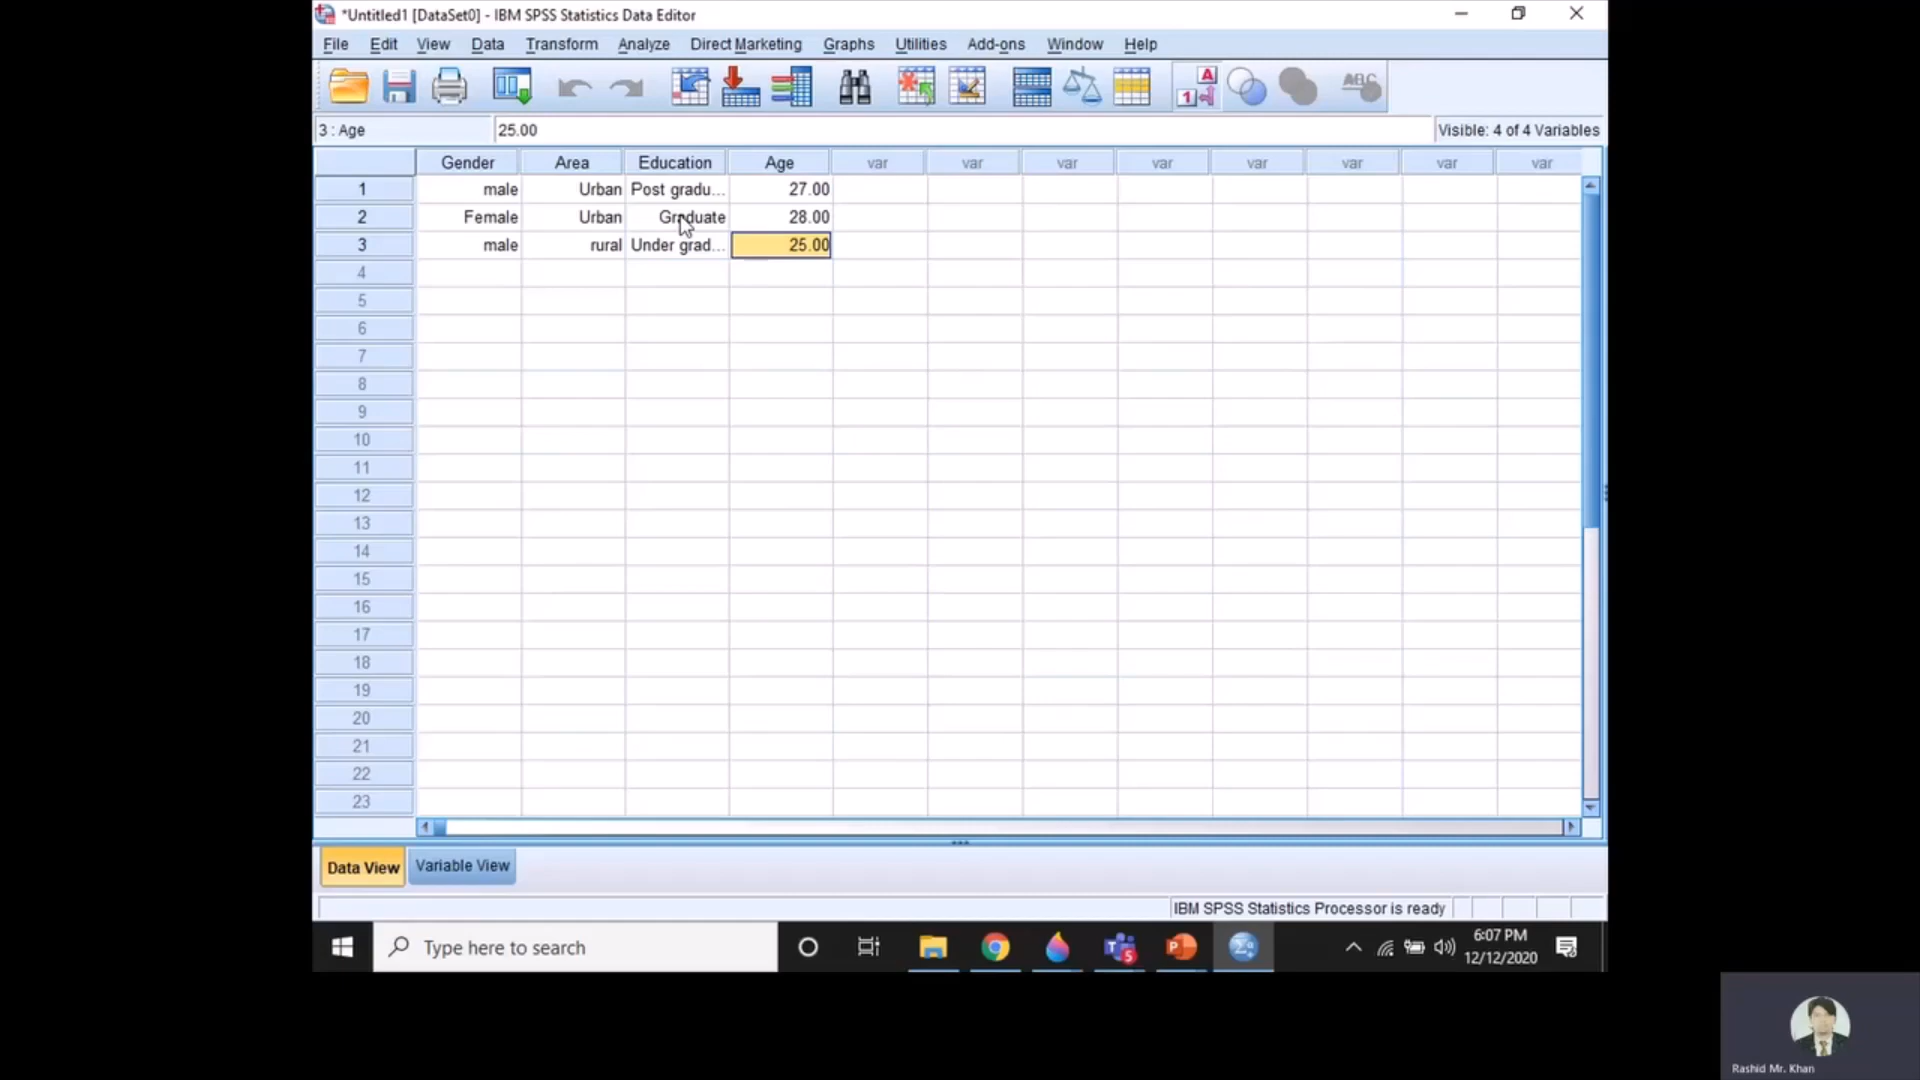 *Untitled1 [DataSet0] - IBM SPSS Statistics Data Editor
File Edit View Data Transform Analyze Direct Marketing Graphs Utilities Add-ons Window Help
A
1
ABC
3 : Age 25.00 Visible: 4 of 4 Variables
Gender Area Education Age var var var var var var var var
1 male Urban Post gradu... 27.00
2 Female Urban Graduate 28.00
3 male rural Under grad... 25.00
4
5
6
7
8
9
10
11
12
13
14
15
16
17
18
19
20
21
22
23
Data View Variable View
IBM SPSS Statistics Processor is ready
Type here to search
5
P
Σ
6:07 PM
12/12/2020
Rashid Mr. Khan